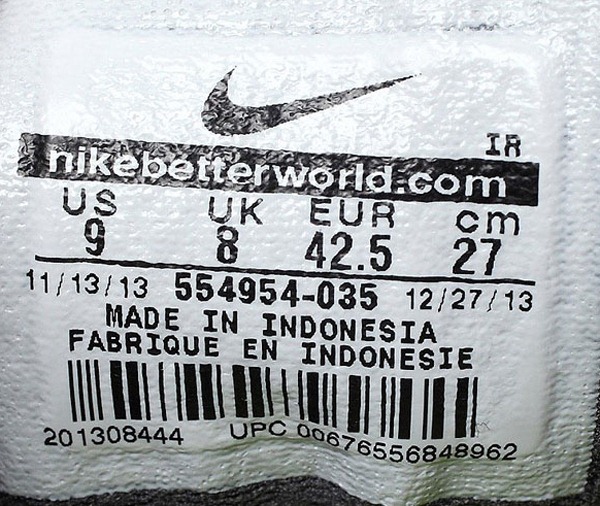 IR
nikebetterworld.com
US UK EUR cm
9 8 42.5 27
11/13/13 554954-035 12/27/13
MADE IN INDONESIA
FABRIQUE EN INDONESIE
201308444 UPC 00676556848962